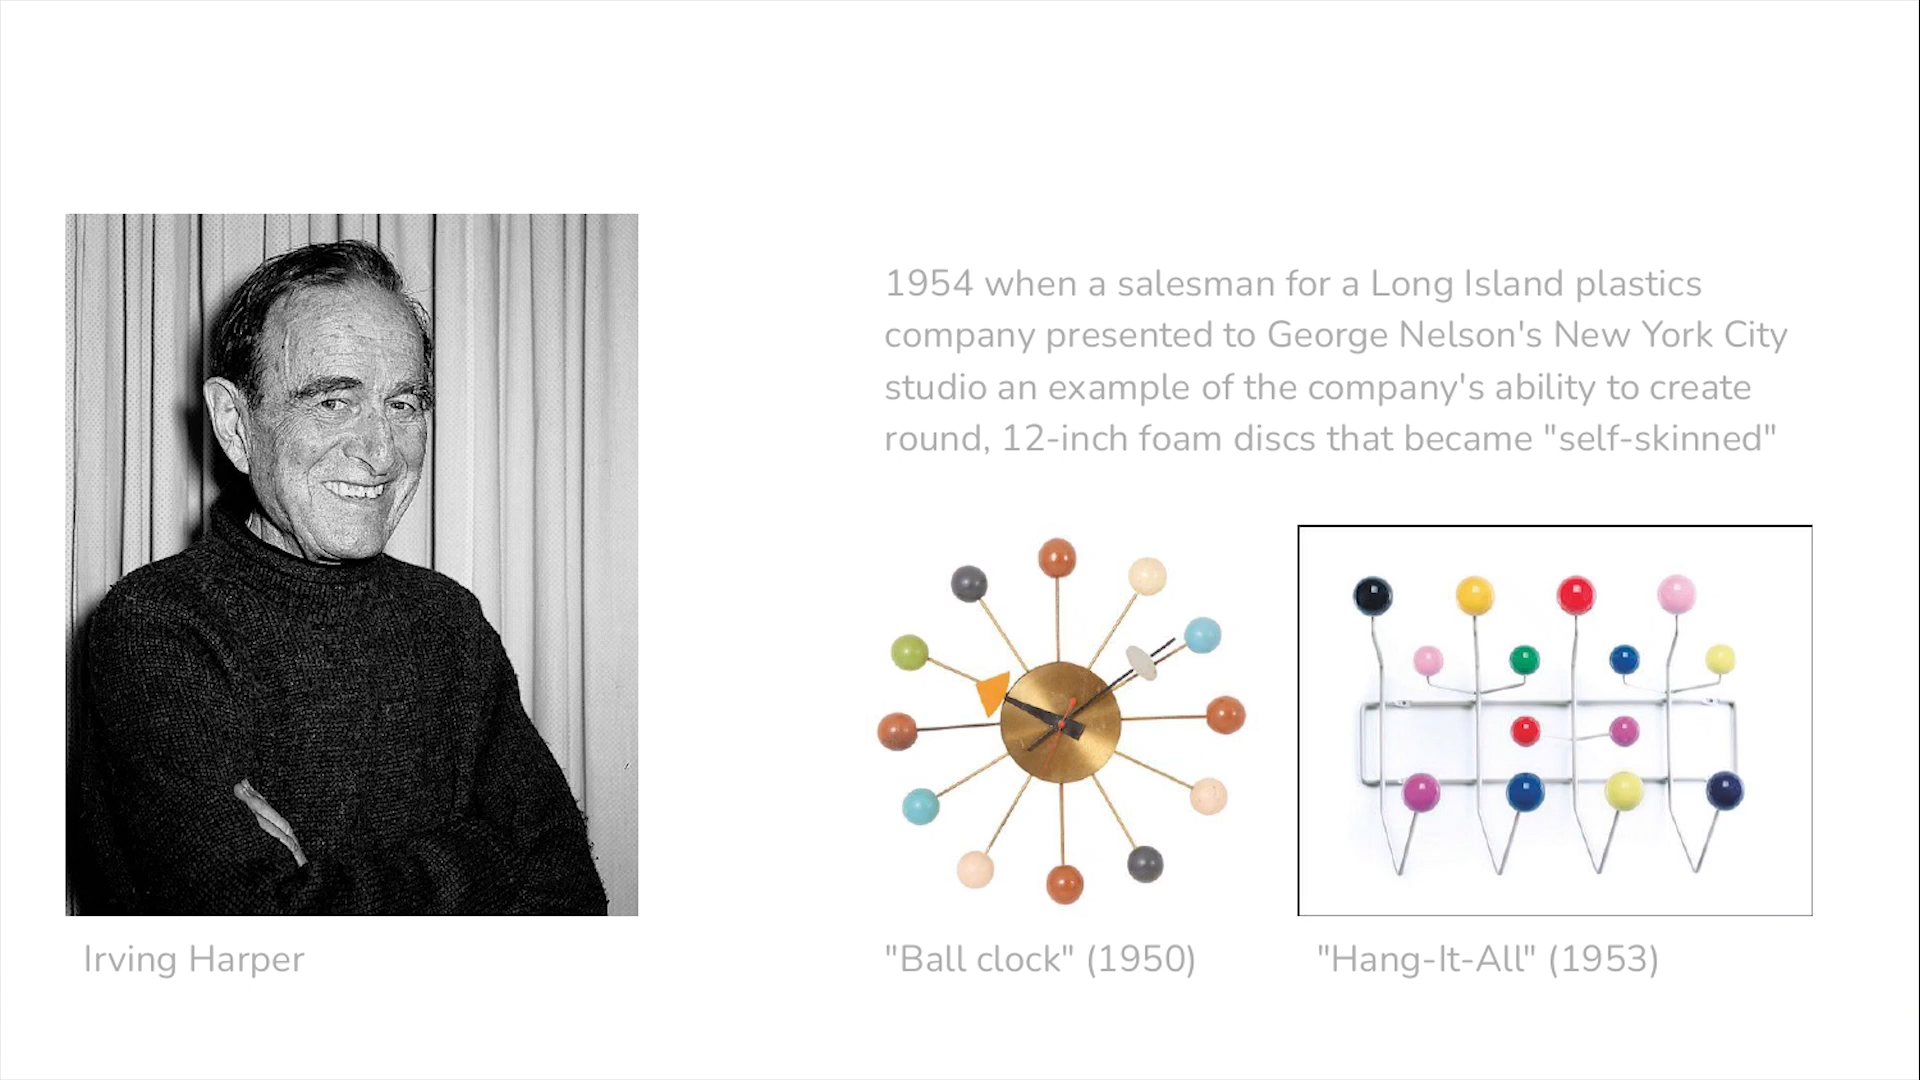 1954 when a salesman for a Long Island plastics
company presented to George Nelson's New York City
studio an example of the company's ability to create
round, 12-inch foam discs that became "self-skinned"
Irving Harper
"Ball clock" (1950)
"Hang-It-All" (1953)